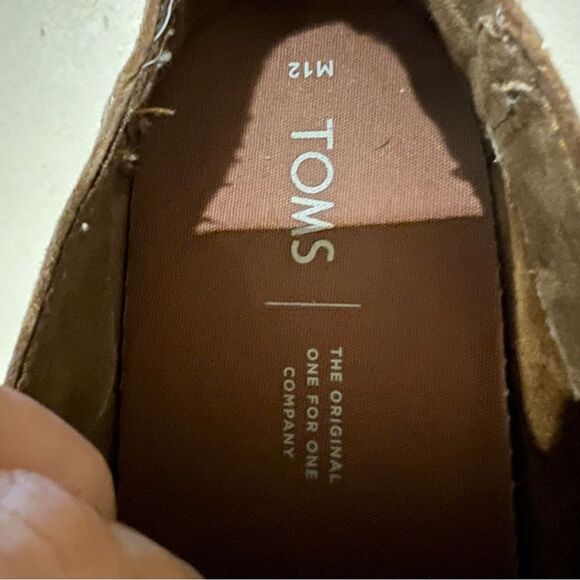 M12
TOMS
THE ORIGINAL
ONE FOR ONE
COMPANY